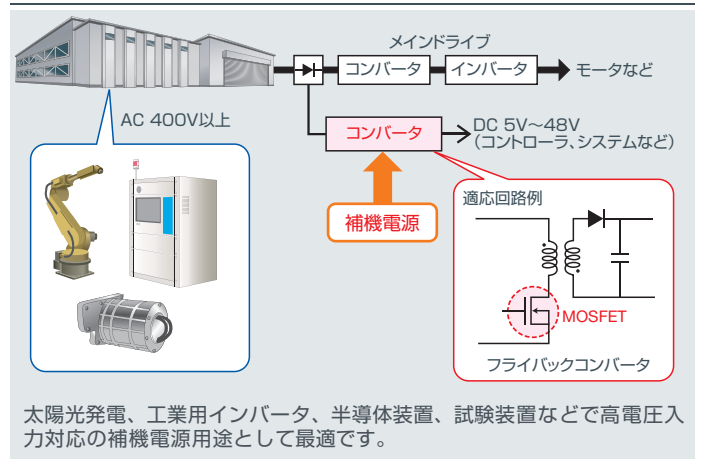 メインドライブ
コンバータ
インバータ
モータなど
AC 400V以上
コンバータ
DC 5V～48V
（コントローラ、システムなど）
補機電源
適応回路例
MOSFET
フライバックコンバータ
太陽光発電、工業用インバータ、半導体装置、試験装置などで高電圧入
力対応の補機電源用途として最適です。